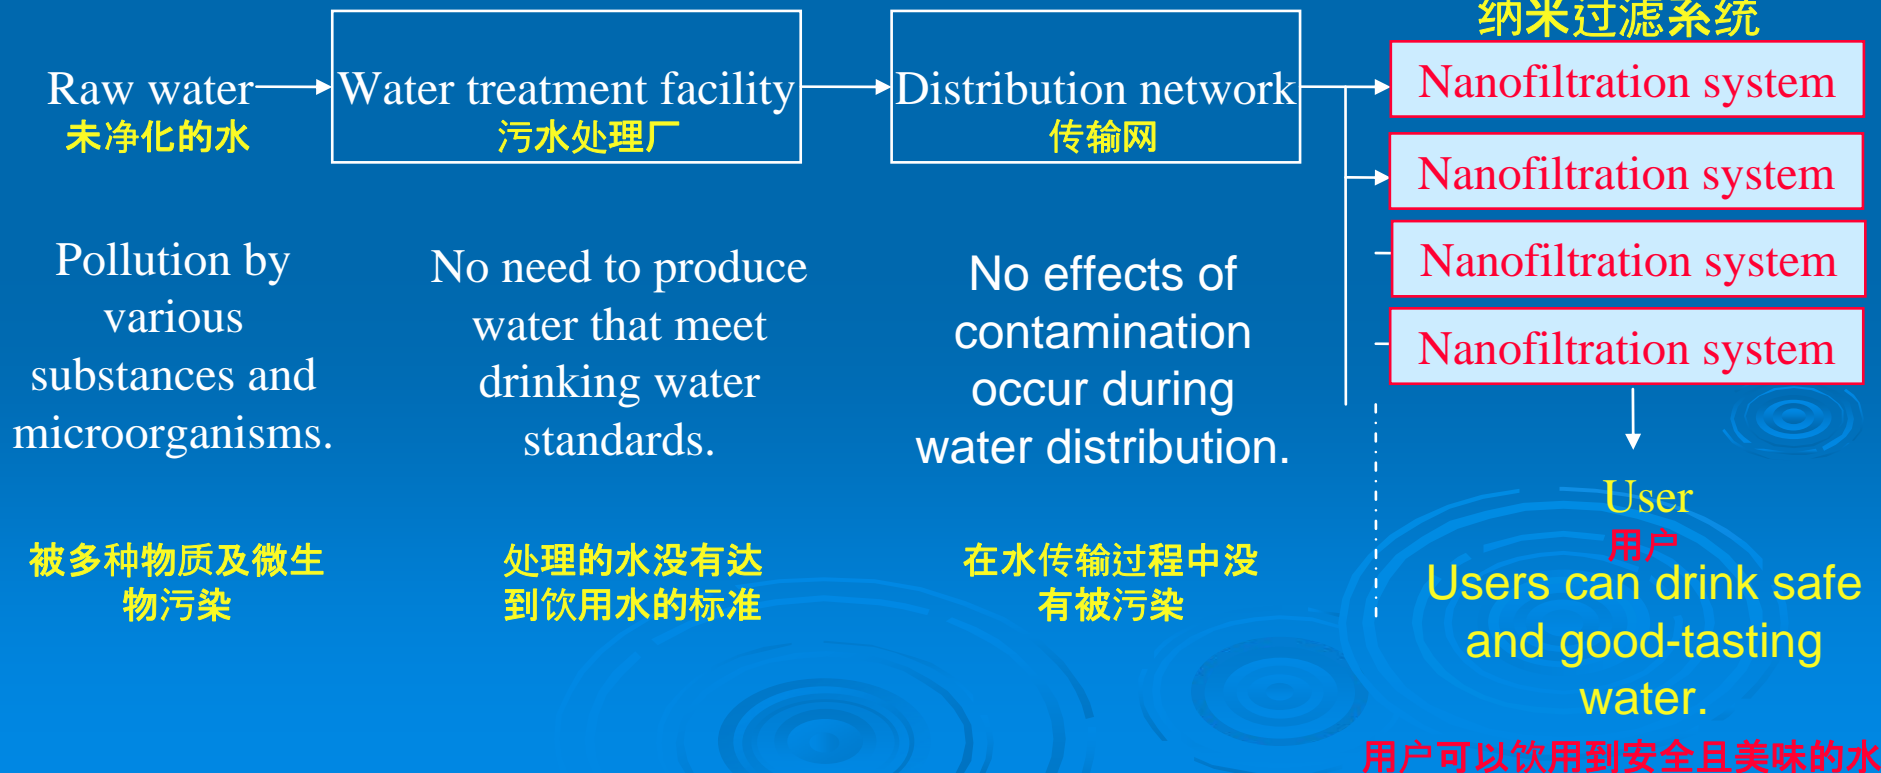 纳米过滤系统
Raw water
未净化的水
Water treatment facility
污水处理厂
Distribution network
传输网
Nanofiltration system
Nanofiltration system
Nanofiltration system
Nanofiltration system
Pollution by
various
substances and
microorganisms.
被多种物质及微生
物污染
No need to produce
water that meet
drinking water
standards.
处理的水没有达
到饮用水的标准
No effects of
contamination
occur during
water distribution.
在水传输过程中没
有被污染
User
用户
Users can drink safe
and good-tasting
water.
用户可以饮用到安全且美味的水